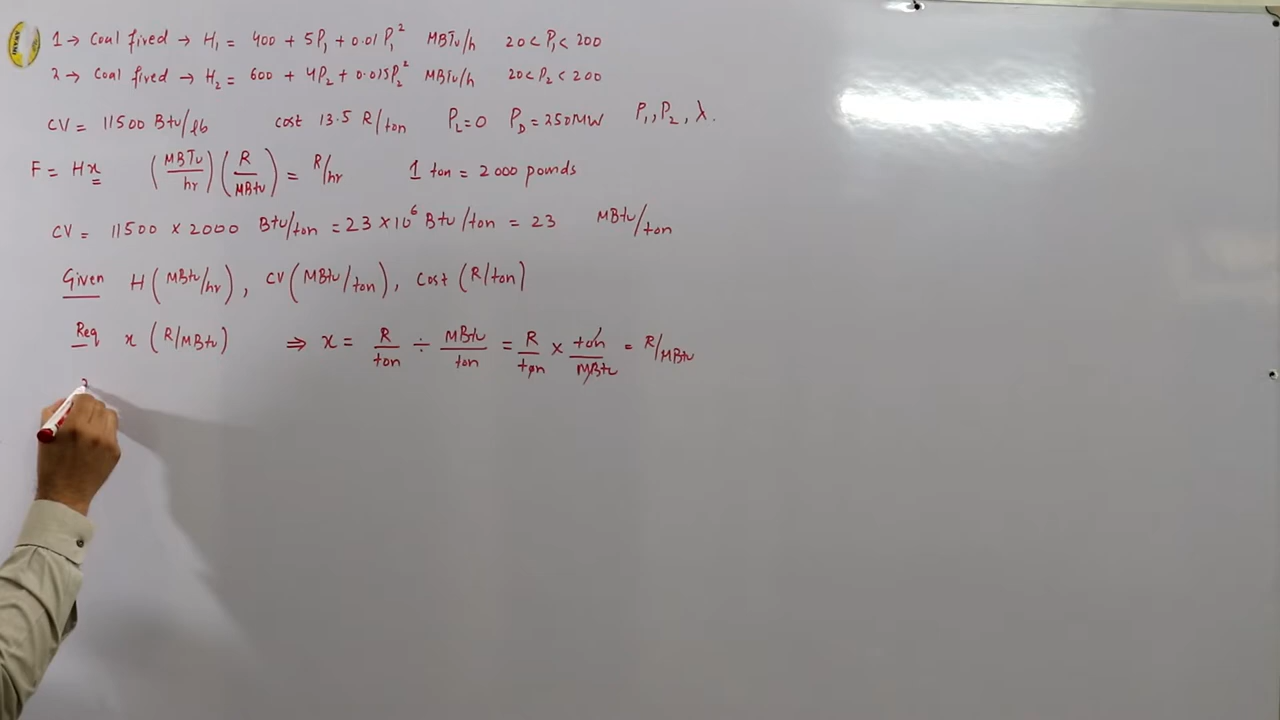 1 → Coal fired → H₁ = 400 + 5P₁ + 0.01 P₁² MBTu/h 20 < P₁ < 200
2 → Coal fired → H₂ = 600 + 4P₂ + 0.015P₂² MBTu/h 20 < P₂ < 200
CV = 11500 Btu/lb cost 13.5 R/ton P_L = 0 P_D = 250MW P₁, P₂, λ.
F = Hx (MBTu/hr) (R/MBtu) = R/hr 1 ton = 2000 pounds
CV = 11500 × 2000 Btu/ton = 23 × 10⁶ Btu/ton = 23 MBtu/ton
Given H (MBtu/hr), CV (MBtu/ton), Cost (R/ton)
Req x (R/MBtu) ⇒ x = R/ton ÷ MBtu/ton = R/ton × ton/MBtu = R/MBtu